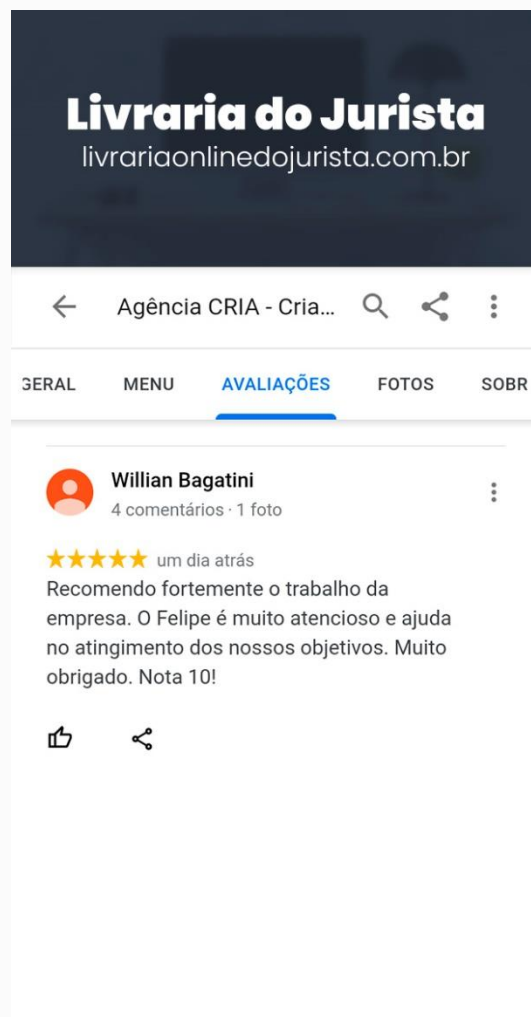 Livraria do Jurista
livrariaonlinedojurista.com.br
Agência CRIA - Cria...
GERAL MENU AVALIAÇÕES FOTOS SOBR
Willian Bagatini
4 comentários · 1 foto
um dia atrás
Recomendo fortemente o trabalho da
empresa. O Felipe é muito atencioso e ajuda
no atingimento dos nossos objetivos. Muito
obrigado. Nota 10!